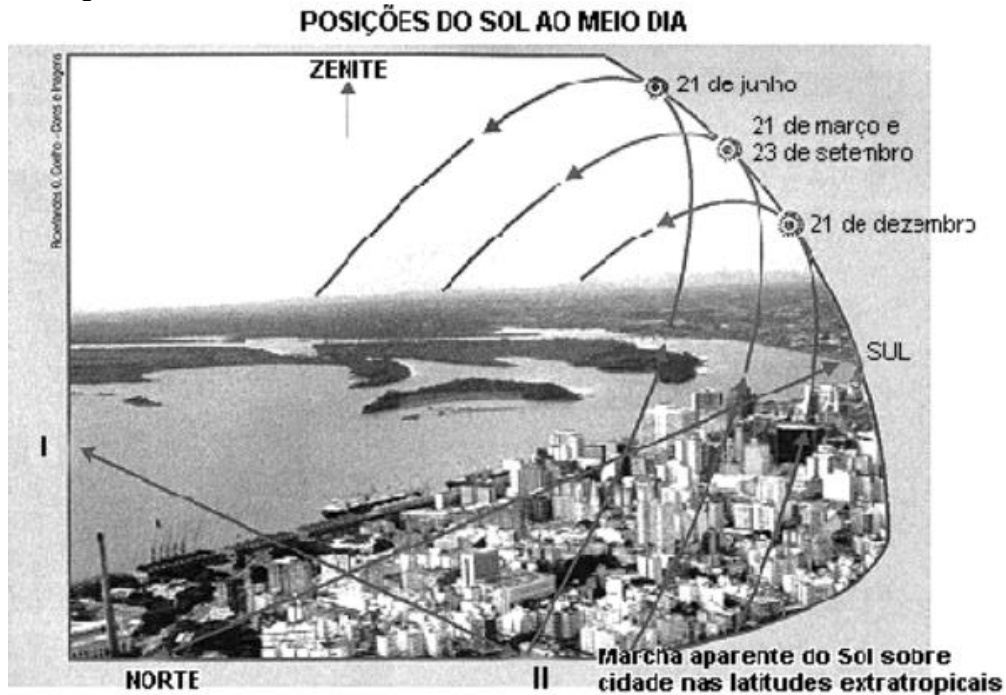 POSIÇÕES DO SOL AO MEIO DIA
ZENITE
21 de junho
21 de março e
23 de setembro
21 de dezembro
SUL
I
NORTE
II
Marcha aparente do Sol sobre
cidade nas latitudes extratropicais